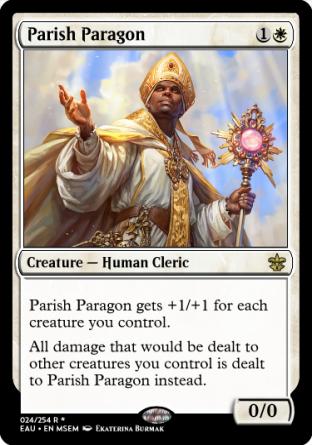 Parish Paragon 1
Creature — Human Cleric
Parish Paragon gets +1/+1 for each
creature you control.
All damage that would be dealt to
other creatures you control is dealt
to Parish Paragon instead.
024/254 R *
EAU • EN MSEM Ekaterina Burmak
0/0